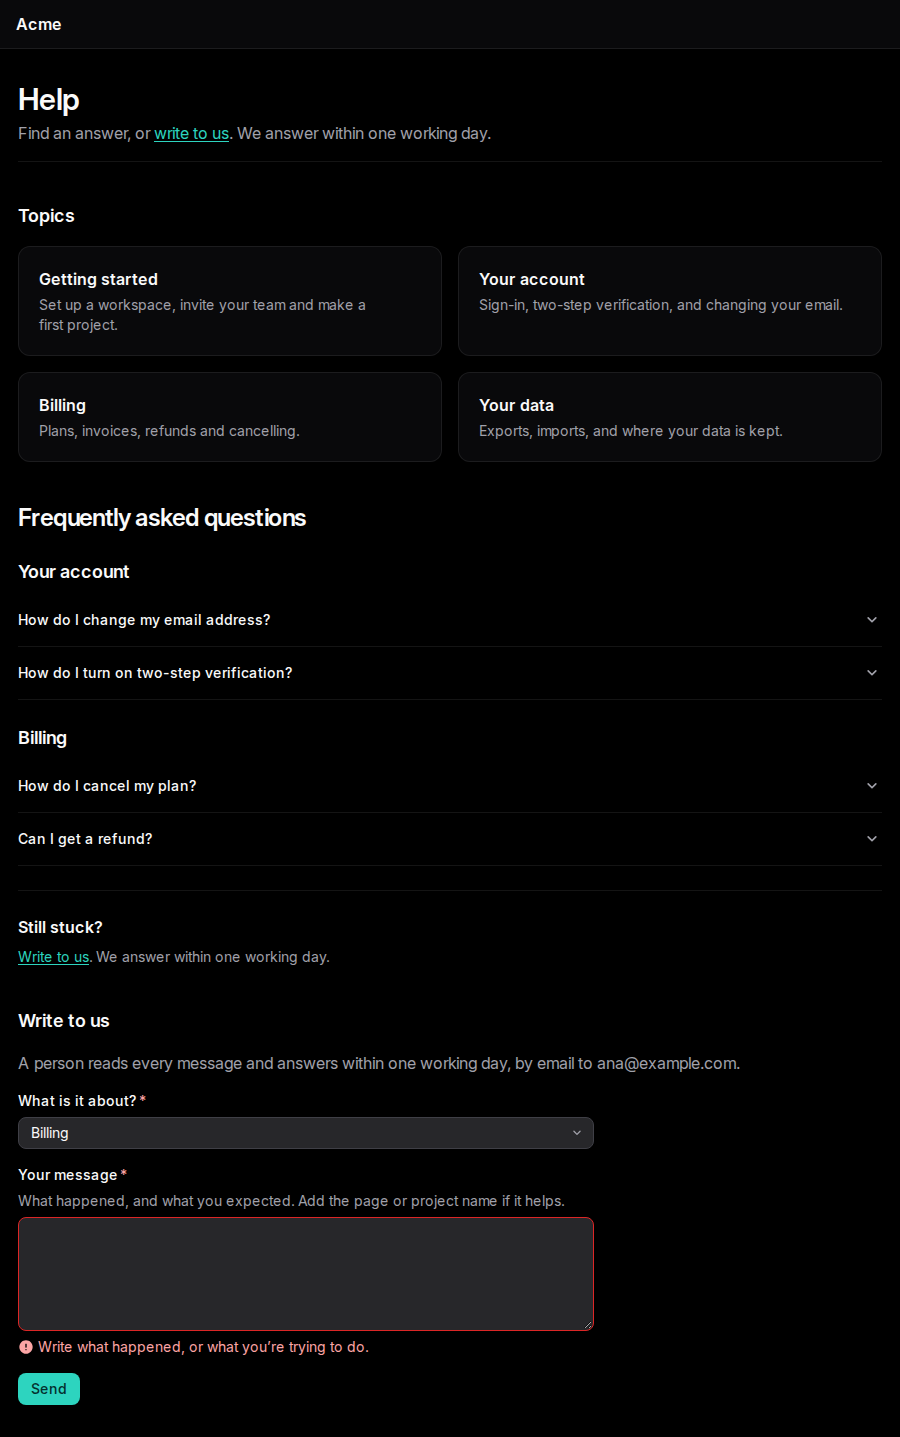 Acme
Help
Find an answer, or write to us. We answer within one working day.
Topics
Getting started
Set up a workspace, invite your team and make a
first project.
Your account
Sign-in, two-step verification, and changing your email.
Billing
Plans, invoices, refunds and cancelling.
Your data
Exports, imports, and where your data is kept.
Frequently asked questions
Your account
How do I change my email address?
How do I turn on two-step verification?
Billing
How do I cancel my plan?
Can I get a refund?
Still stuck?
Write to us. We answer within one working day.
Write to us
A person reads every message and answers within one working day, by email to ana@example.com.
What is it about? *
Billing
Your message *
What happened, and what you expected. Add the page or project name if it helps.
Write what happened, or what you’re trying to do.
Send